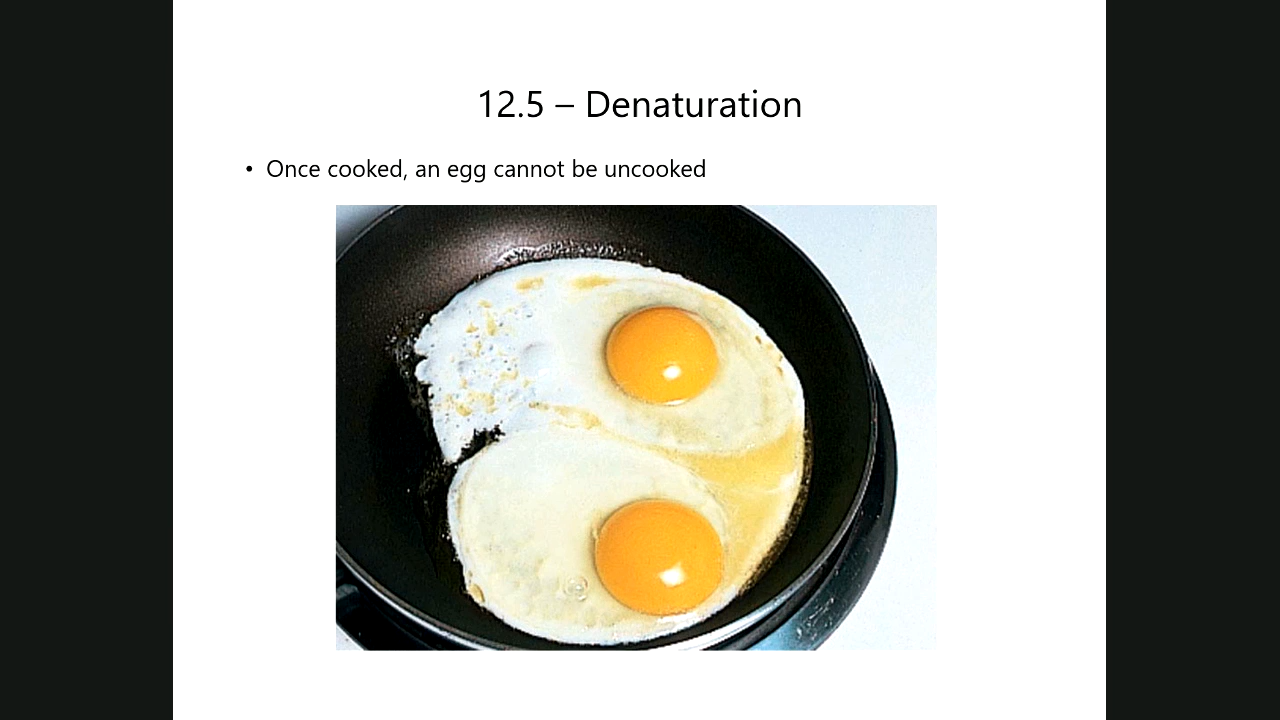 12.5 – Denaturation
• Once cooked, an egg cannot be uncooked